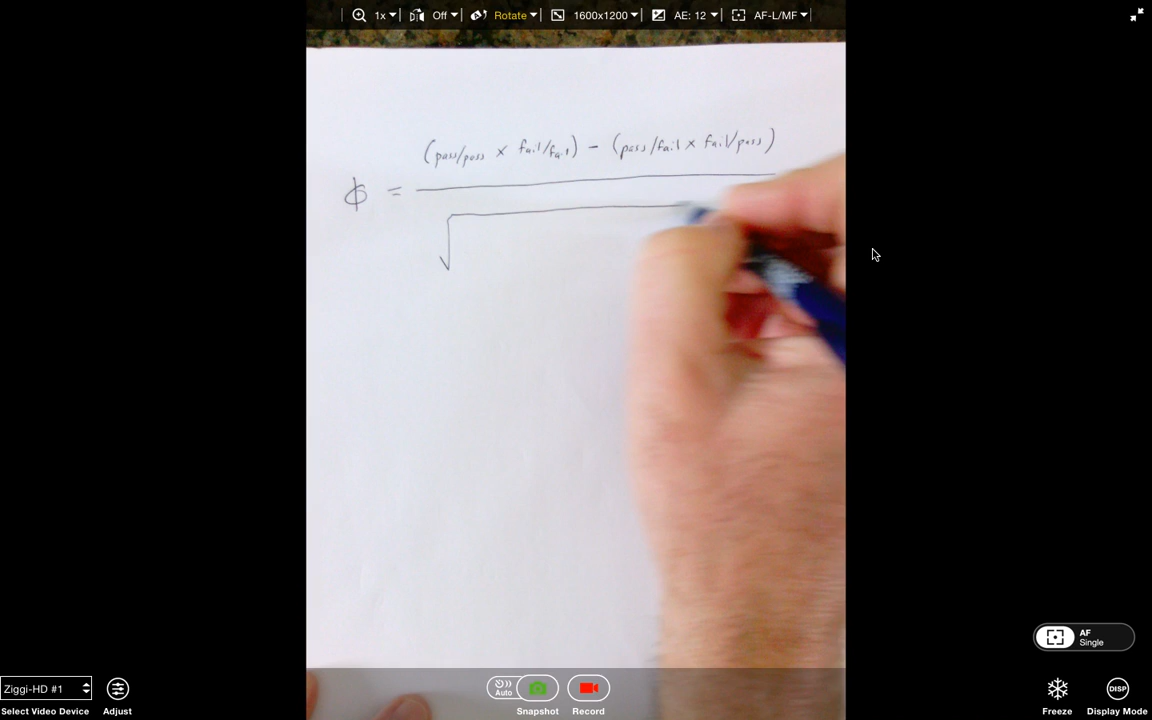 1x Off Rotate 1600x1200 AE: 12 AF-L/MF
(pass/pass x fail/fail) - (pass/fail x fail/pass)
ϕ =
√
AF
Single
Ziggi-HD #1
Auto
DISP
Select Video Device Adjust Snapshot Record Freeze Display Mode